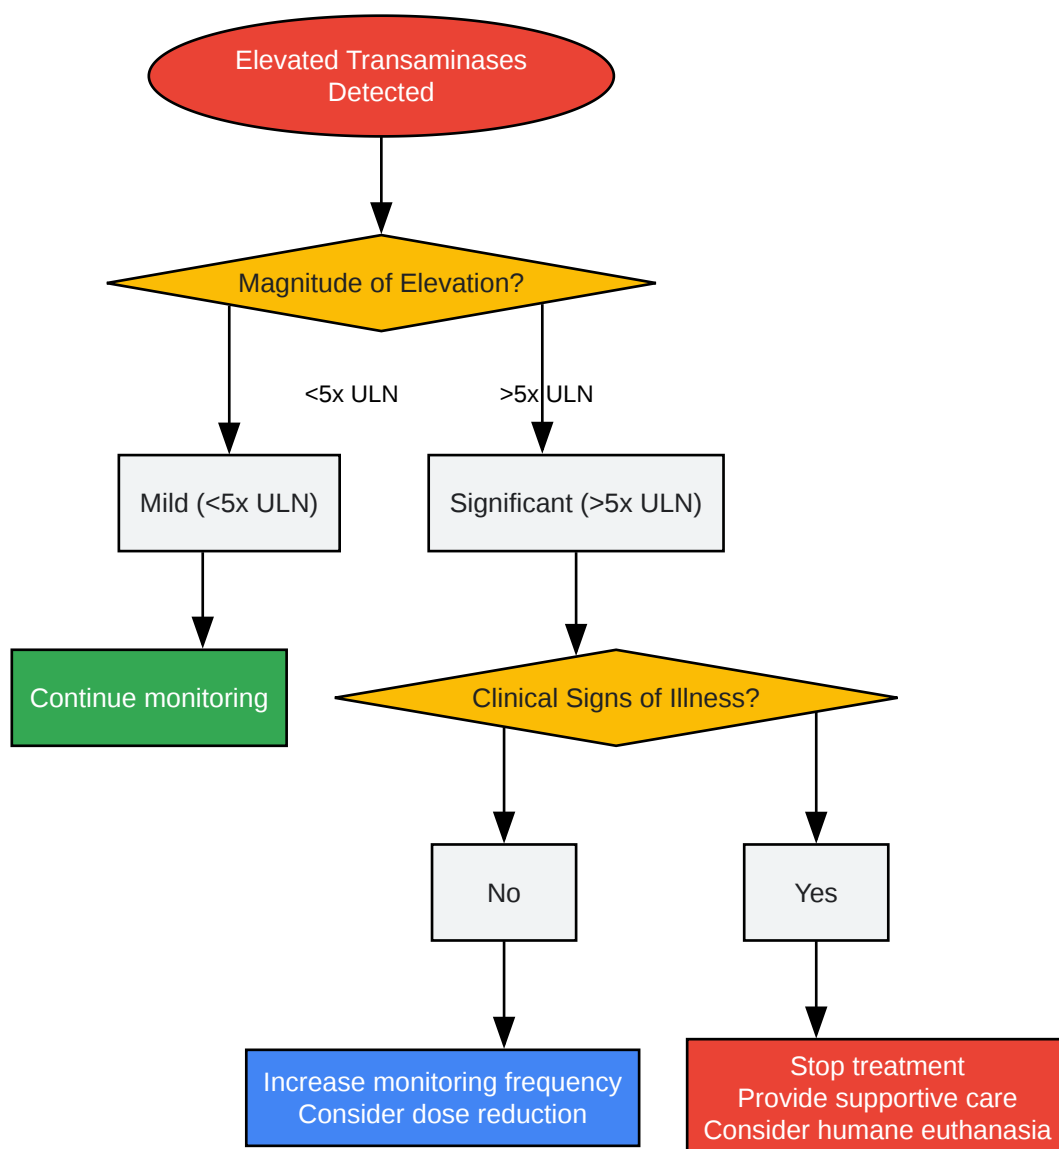 Elevated Transaminases
Detected
Magnitude of Elevation?
<5x ULN
>5x ULN
Mild (<5x ULN)
Significant (>5x ULN)
Continue monitoring
Clinical Signs of Illness?
No
Yes
Increase monitoring frequency
Consider dose reduction
Stop treatment
Provide supportive care
Consider humane euthanasia